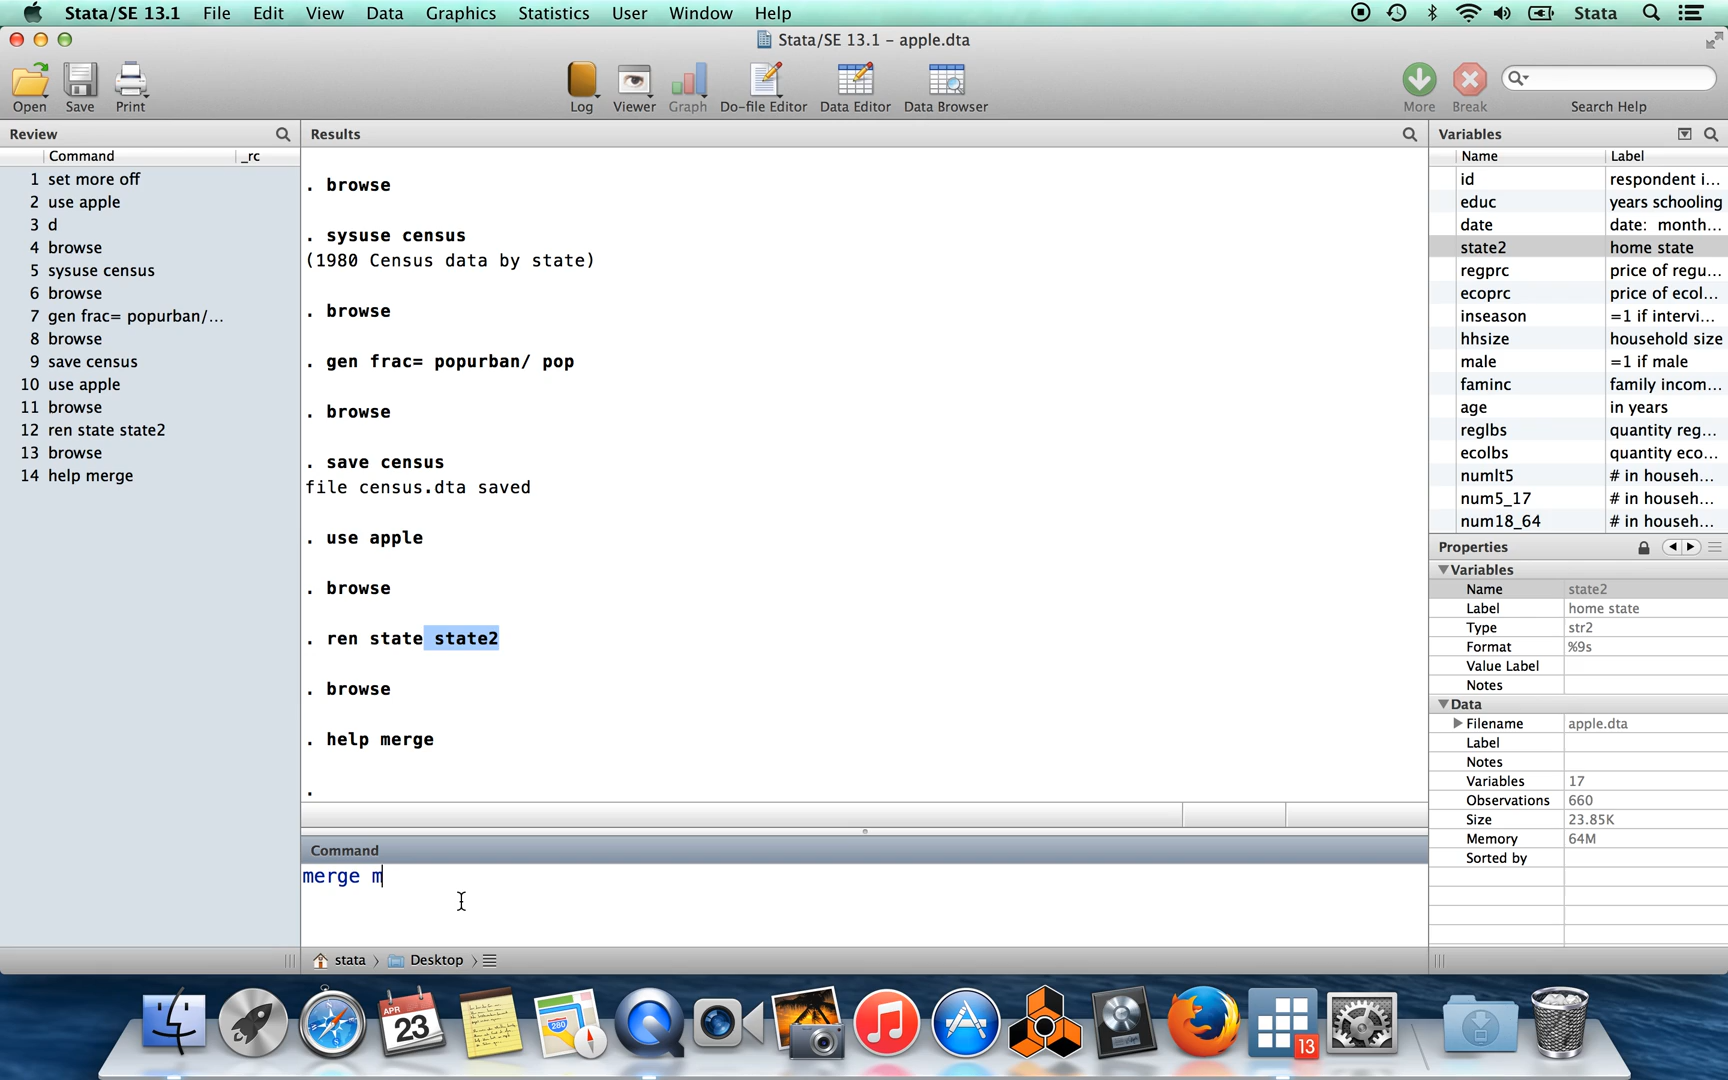 Stata/SE 13.1 File Edit View Data Graphics Statistics User Window Help Stata
Stata/SE 13.1 – apple.dta
Open Save Print Log Viewer Graph Do-file Editor Data Editor Data Browser More Break Search Help
Review
Command _rc
1 set more off
2 use apple
3 d
4 browse
5 sysuse census
6 browse
7 gen frac= popurban/...
8 browse
9 save census
10 use apple
11 browse
12 ren state state2
13 browse
14 help merge
Results
. browse
. sysuse census
(1980 Census data by state)
. browse
. gen frac= popurban/ pop
. browse
. save census
file census.dta saved
. use apple
. browse
. ren state state2
. browse
. help merge
.
Command
merge m
stata Desktop
Variables
Name Label
id respondent i...
educ years schooling
date date: month...
state2 home state
regprc price of regu...
ecoprc price of ecol...
inseason =1 if intervi...
hhsize household size
male =1 if male
faminc family incom...
age in years
reglbs quantity reg...
ecolbs quantity eco...
numlt5 # in househ...
num5_17 # in househ...
num18_64 # in househ...
Properties
Variables
Name state2
Label home state
Type str2
Format %9s
Value Label
Notes
Data
Filename apple.dta
Label
Notes
Variables 17
Observations 660
Size 23.85K
Memory 64M
Sorted by
APR
23
280
13